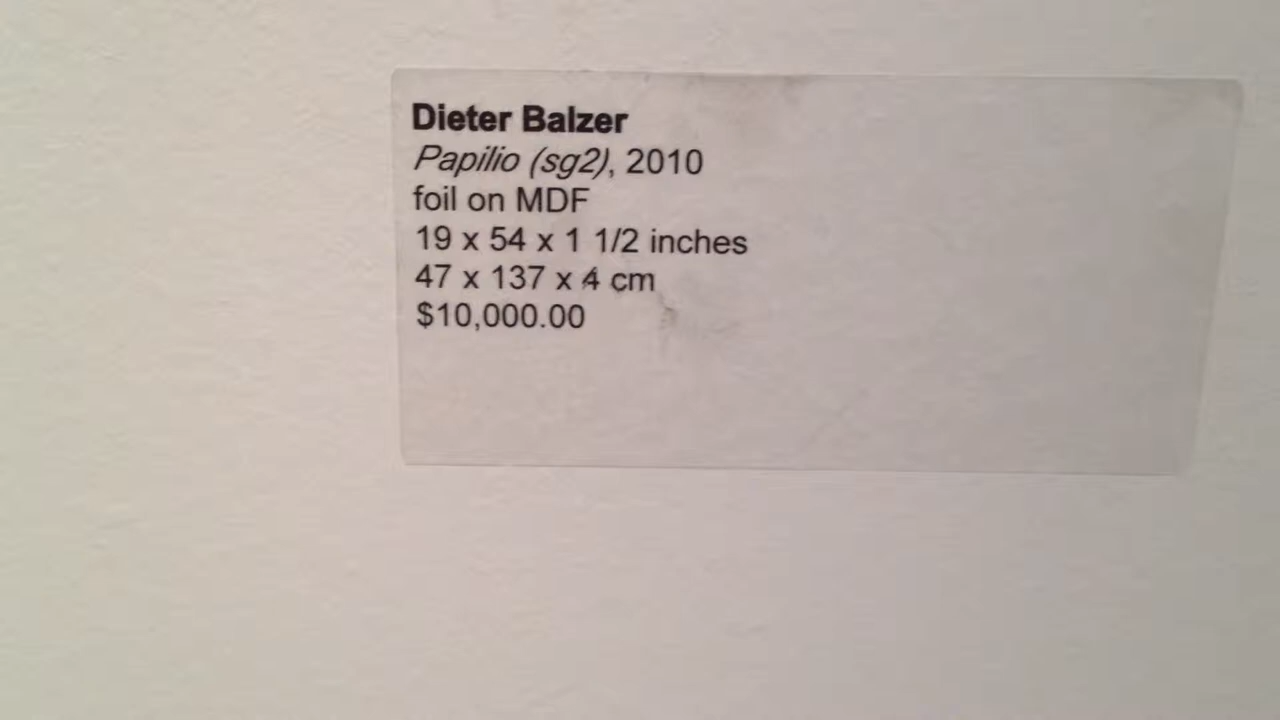 Dieter Balzer
Papilio (sg2), 2010
foil on MDF
19 x 54 x 1 1/2 inches
47 x 137 x 4 cm
$10,000.00